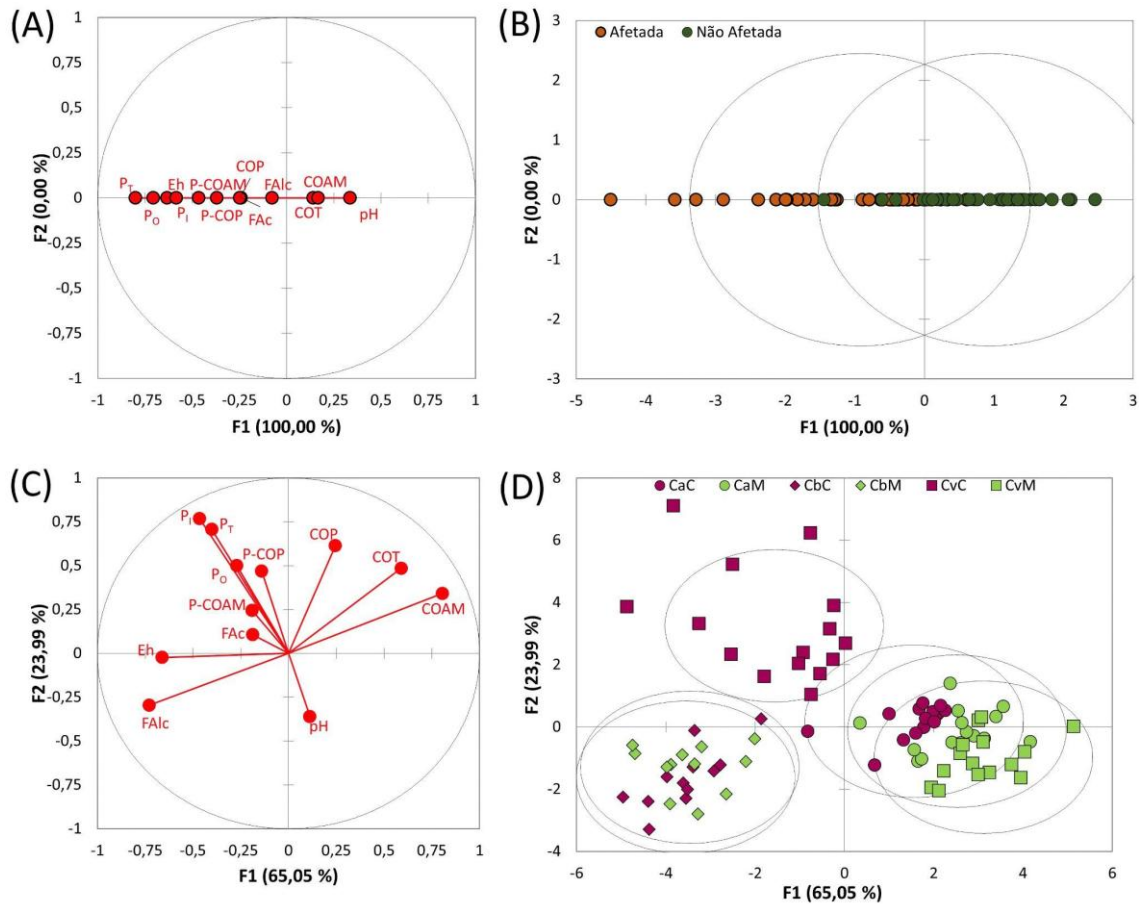 (A)
1
0,75
0,5
0,25
0
-0,25
-0,5
-0,75
-1
F2 (0,00 %)
COP
P_T Eh P-COAM FAlc COAM
P_O P_I P-COP FAc COT pH
-1 -0,75 -0,5 -0,25 0 0,25 0,5 0,75 1
F1 (100,00 %)
(B)
Afetada Não Afetada
3
2
1
0
-1
-2
-3
F2 (0,00 %)
-5 -4 -3 -2 -1 0 1 2 3
F1 (100,00 %)
(C)
1
0,75
0,5
0,25
0
-0,25
-0,5
-0,75
-1
F2 (23,99 %)
P_I P_T
COP
P-COP COT
P_O
COAM
P-COAM
FAc
Eh
FAlc
pH
-1 -0,75 -0,5 -0,25 0 0,25 0,5 0,75 1
F1 (65,05 %)
(D)
CaC CaM CbC CbM CvC CvM
8
6
4
2
0
-2
-4
F2 (23,99 %)
-6 -4 -2 0 2 4 6
F1 (65,05 %)